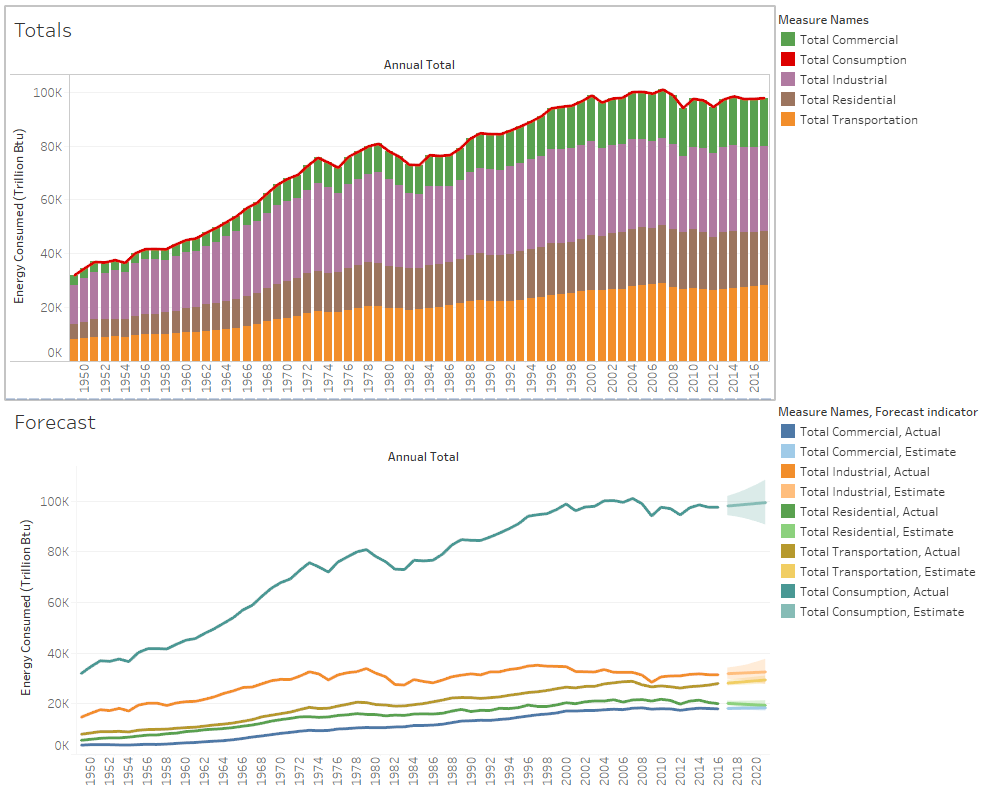 Totals
Annual Total
Energy Consumed (Trillion Btu)
100K
80K
60K
40K
20K
0K
1950 1952 1954 1956 1958 1960 1962 1964 1966 1968 1970 1972 1974 1976 1978 1980 1982 1984 1986 1988 1990 1992 1994 1996 1998 2000 2002 2004 2006 2008 2010 2012 2014 2016
Measure Names
Total Commercial
Total Consumption
Total Industrial
Total Residential
Total Transportation
Forecast
Annual Total
Energy Consumed (Trillion Btu)
100K
80K
60K
40K
20K
0K
1950 1952 1954 1956 1958 1960 1962 1964 1966 1968 1970 1972 1974 1976 1978 1980 1982 1984 1986 1988 1990 1992 1994 1996 1998 2000 2002 2004 2006 2008 2010 2012 2014 2016 2018 2020
Measure Names, Forecast indicator
Total Commercial, Actual
Total Commercial, Estimate
Total Industrial, Actual
Total Industrial, Estimate
Total Residential, Actual
Total Residential, Estimate
Total Transportation, Actual
Total Transportation, Estimate
Total Consumption, Actual
Total Consumption, Estimate